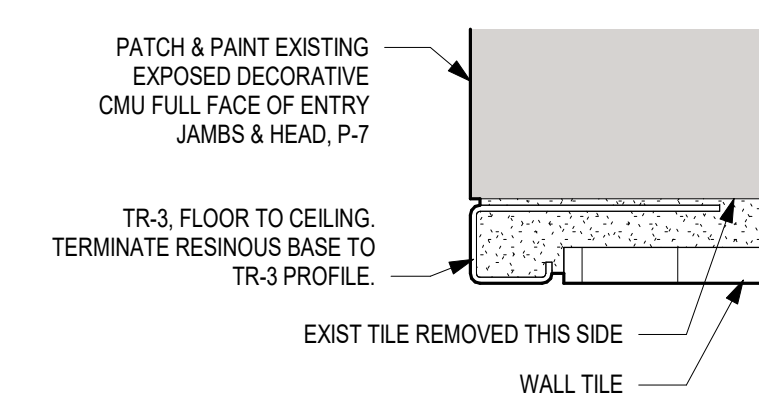 PATCH & PAINT EXISTING
EXPOSED DECORATIVE
CMU FULL FACE OF ENTRY
JAMBS & HEAD, P-7
TR-3, FLOOR TO CEILING.
TERMINATE RESINOUS BASE TO
TR-3 PROFILE.
EXIST TILE REMOVED THIS SIDE
WALL TILE